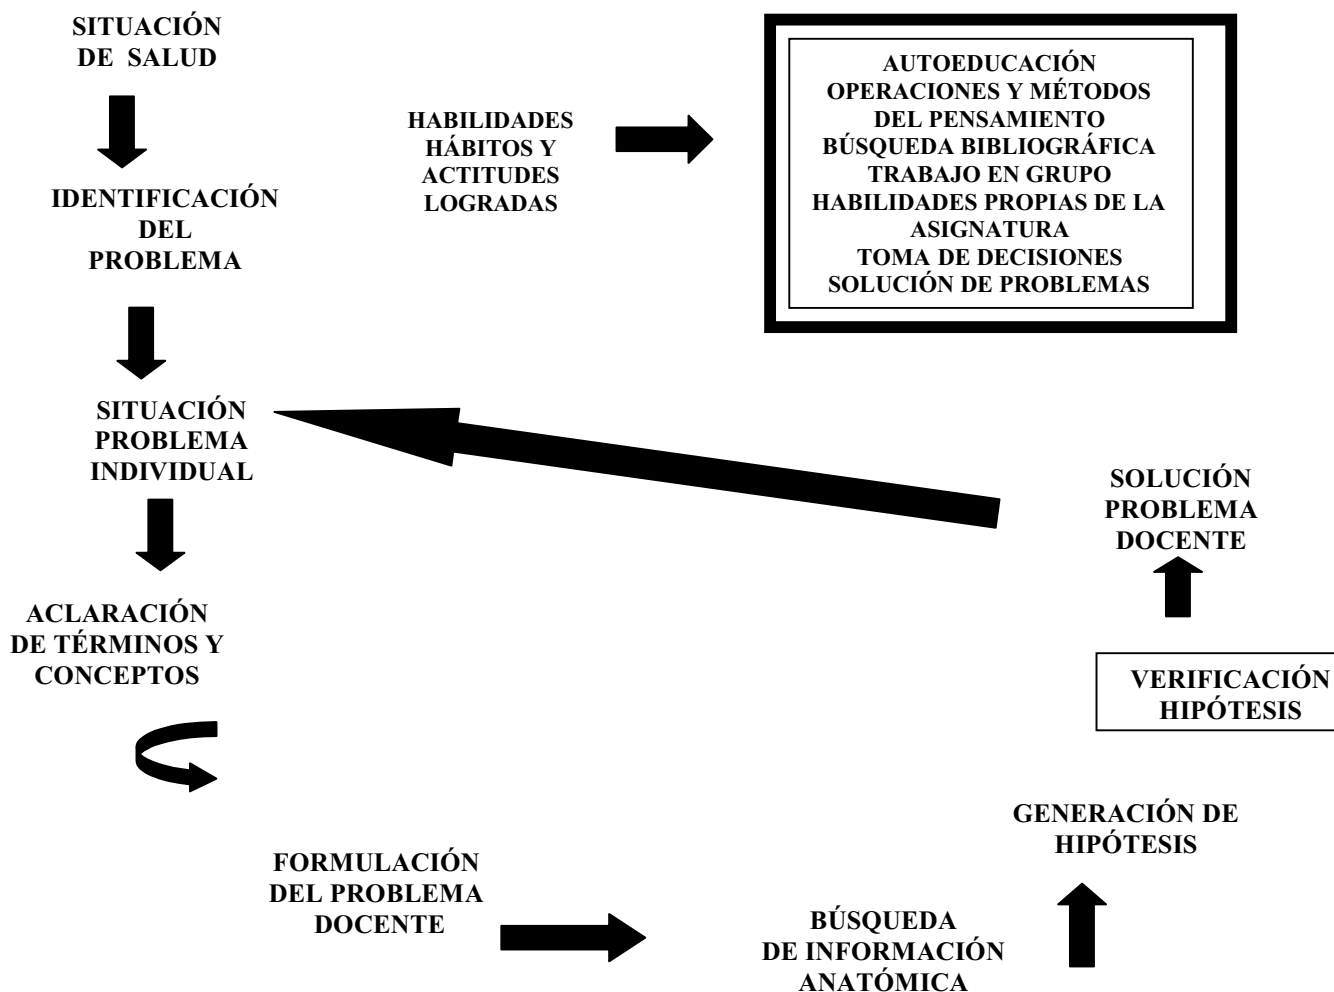 SITUACIÓN
DE SALUD
IDENTIFICACIÓN
DEL
PROBLEMA
SITUACIÓN
PROBLEMA
INDIVIDUAL
ACLARACIÓN
DE TÉRMINOS Y
CONCEPTOS
FORMULACIÓN
DEL PROBLEMA
DOCENTE
BÚSQUEDA
DE INFORMACIÓN
ANATÓMICA
GENERACIÓN DE
HIPÓTESIS
VERIFICACIÓN
HIPÓTESIS
SOLUCIÓN
PROBLEMA
DOCENTE
HABILIDADES
HÁBITOS Y
ACTITUDES
LOGRADAS
AUTOEDUCACIÓN
OPERACIONES Y MÉTODOS
DEL PENSAMIENTO
BÚSQUEDA BIBLIOGRÁFICA
TRABAJO EN GRUPO
HABILIDADES PROPIAS DE LA
ASIGNATURA
TOMA DE DECISIONES
SOLUCIÓN DE PROBLEMAS